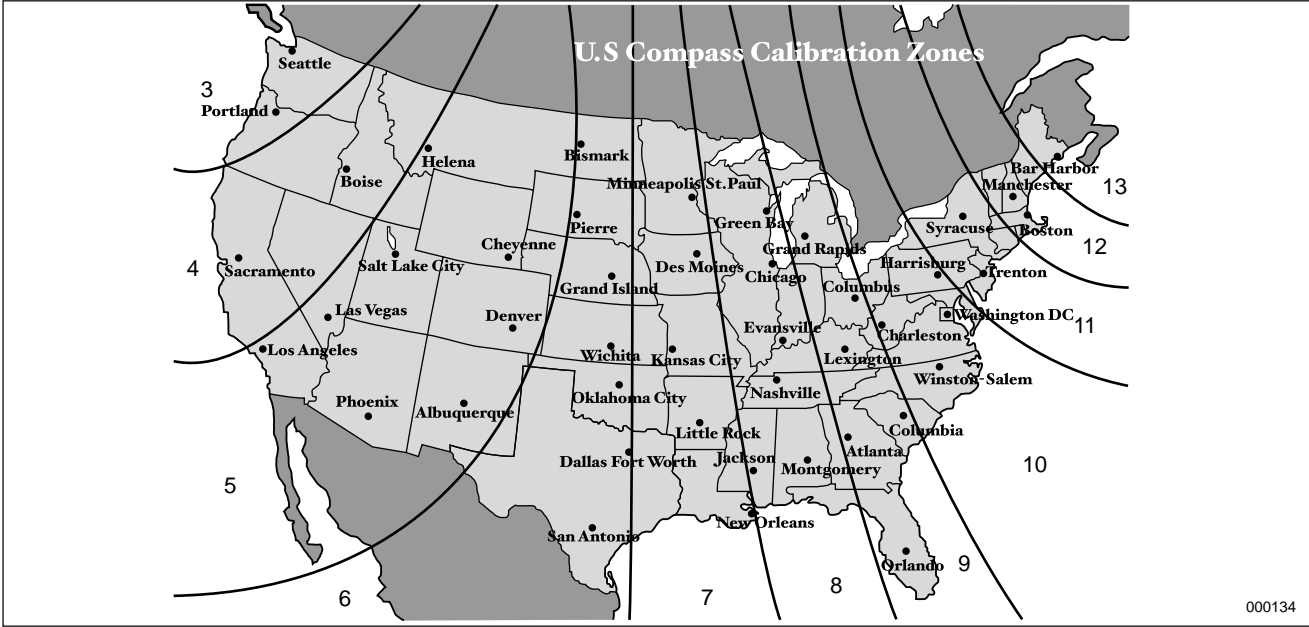 U.S Compass Calibration Zones
Seattle
3
Portland
Helena
Bismark
Boise
Minneapolis St.Paul
Bar Harbor
Manchester
13
Pierre
Green Bay
Syracuse
Boston
Grand Rapids
12
Cheyenne
4
Sacramento
Salt Lake City
Des Moines
Chicago
Harrisburg
Trenton
Grand Island
Columbus
Las Vegas
Denver
Evansville
Washington DC
11
Charleston
Los Angeles
Wichita
Kansas City
Lexington
Winston-Salem
Nashville
Phoenix
Albuquerque
Oklahoma City
Little Rock
Columbia
Dallas Fort Worth
Jackson
Atlanta
Montgomery
10
5
New Orleans
San Antonio
Orlando
9
6
7
8
000134